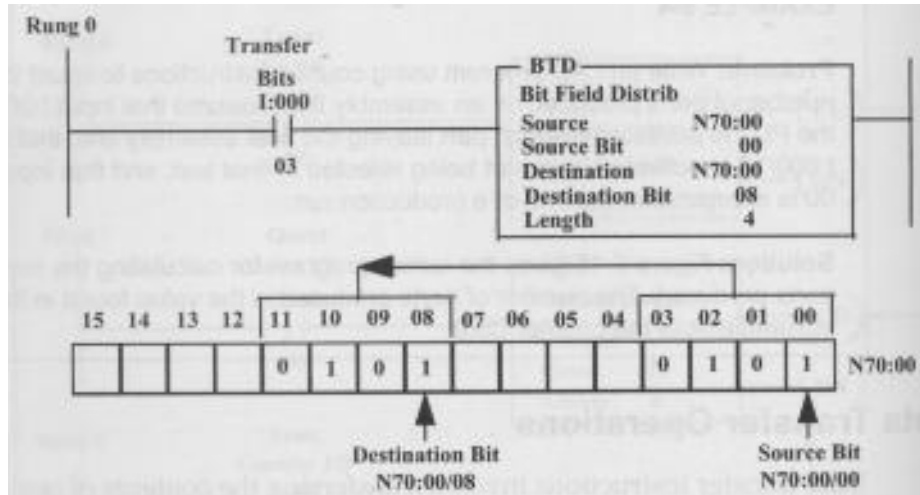 Rung 0
Transfer
Bits
I:000
03
BTD
Bit Field Distrib
Source N70:00
Source Bit 00
Destination N70:00
Destination Bit 08
Length 4
15 14 13 12 11 10 09 08 07 06 05 04 03 02 01 00
0 1 0 1 0 1 0 1 N70:00
Destination Bit
N70:00/08
Source Bit
N70:00/00